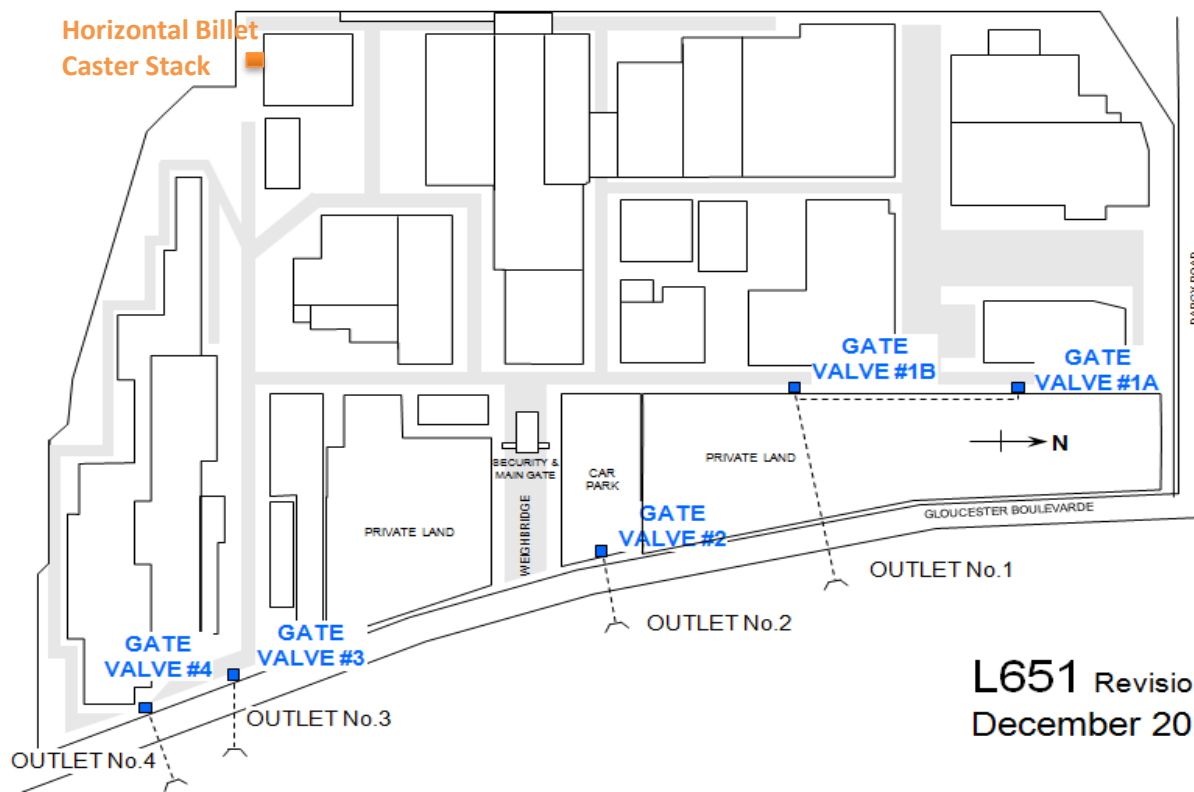 Horizontal Billet
Caster Stack
GATE
VALVE #1B
GATE
VALVE #1A
N
PRIVATE LAND
SECURITY &
MAIN GATE
CAR
PARK
WEIGHBRIDGE
PRIVATE LAND
GATE
VALVE #2
GLOUCESTER BOULEVARDE
OUTLET No.1
OUTLET No.2
GATE
VALVE #3
GATE
VALVE #4
OUTLET No.3
OUTLET No.4
L651 Revisio
December 20
ROAD